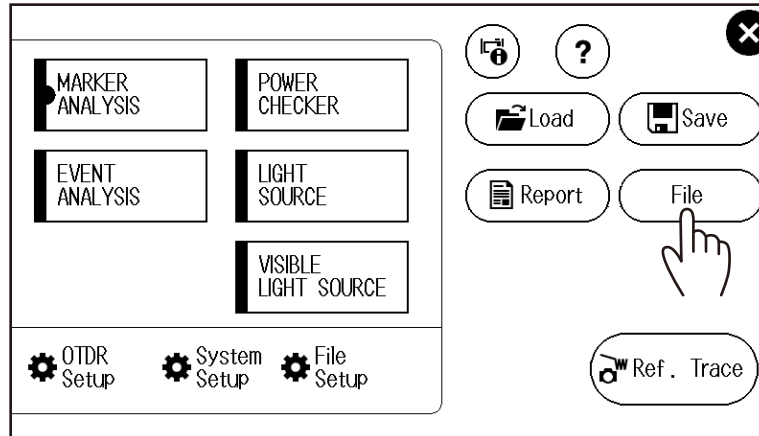 MARKER
ANALYSIS
POWER
CHECKER
EVENT
ANALYSIS
LIGHT
SOURCE
VISIBLE
LIGHT SOURCE
OTDR
Setup
System
Setup
File
Setup
?
Load
Save
Report
File
Ref. Trace